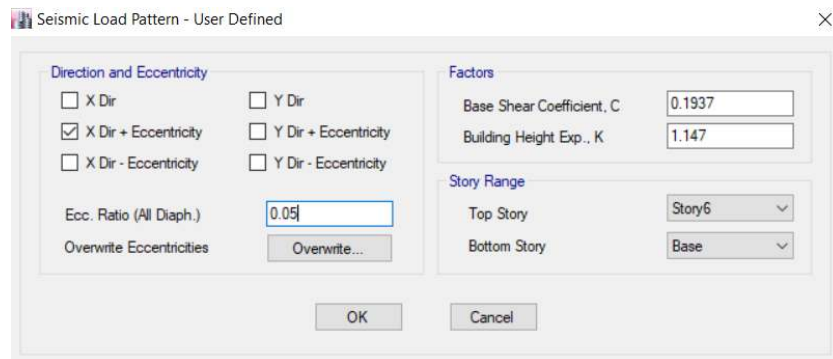 Seismic Load Pattern - User Defined
Direction and Eccentricity
X Dir
Y Dir
X Dir + Eccentricity
Y Dir + Eccentricity
X Dir - Eccentricity
Y Dir - Eccentricity
Ecc. Ratio (All Diaph.)
0.05
Overwrite Eccentricities
Overwrite...
Factors
Base Shear Coefficient, C
0.1937
Building Height Exp., K
1.147
Story Range
Top Story
Story6
Bottom Story
Base
OK
Cancel